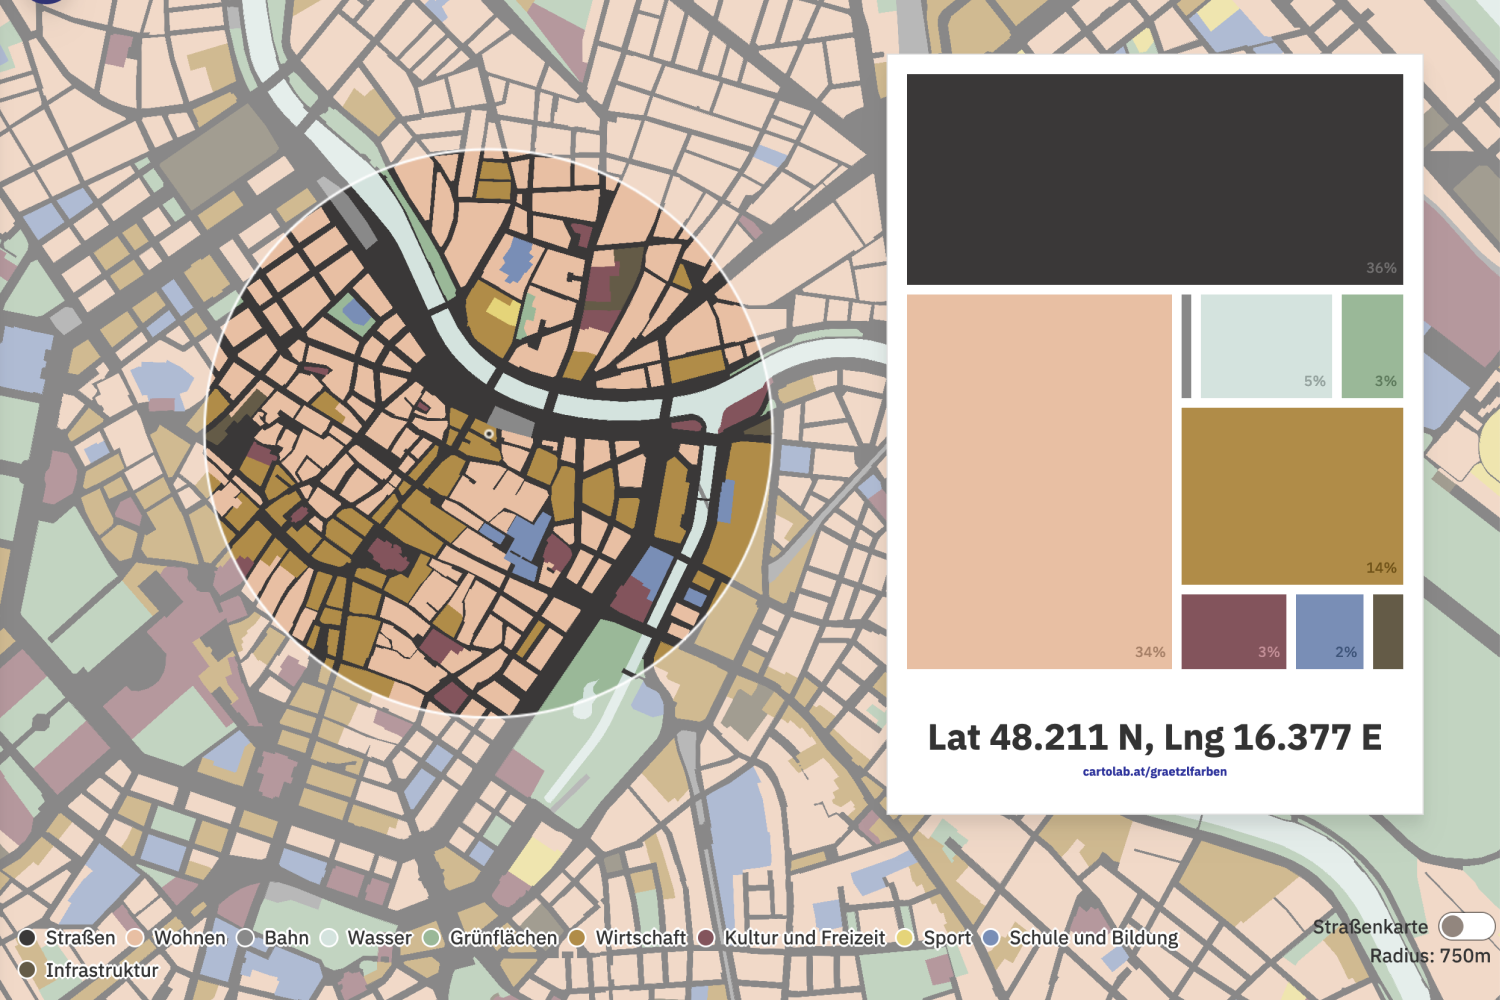 36%
5%
3%
14%
34%
3%
2%
Lat 48.211 N, Lng 16.377 E
cartolab.at/graetzlfarben
Straßen Wohnen Bahn Wasser Grünflächen Wirtschaft Kultur und Freizeit Sport Schule und Bildung
Infrastruktur
Straßenkarte
Radius: 750m